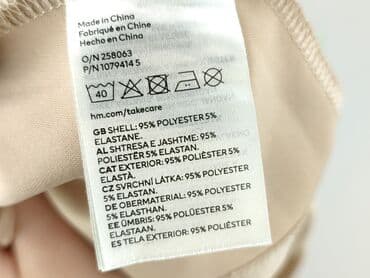 Made in China
Fabriqué en Chine
Hecho en China
O/N 258063
P/N 1079414 5
40
hm.com/takecare
GB SHELL: 95% POLYESTER 5%
ELASTANE.
AL SHTRESA E JASHTME: 95%
POLIESTËR 5% ELASTAN.
CAT EXTERIOR: 95% POLIÈSTER 5%
ELASTÀ.
CZ SVRCHNÍ LÁTKA: 95% POLYESTER
5% ELASTAN.
DE OBERMATERIAL: 95% POLYESTER
5% ELASTHAN.
EE ÜMBRIS: 95% POLÜESTER 5%
ELASTAAN.
ES TELA EXTERIOR: 95% POLIÉSTER